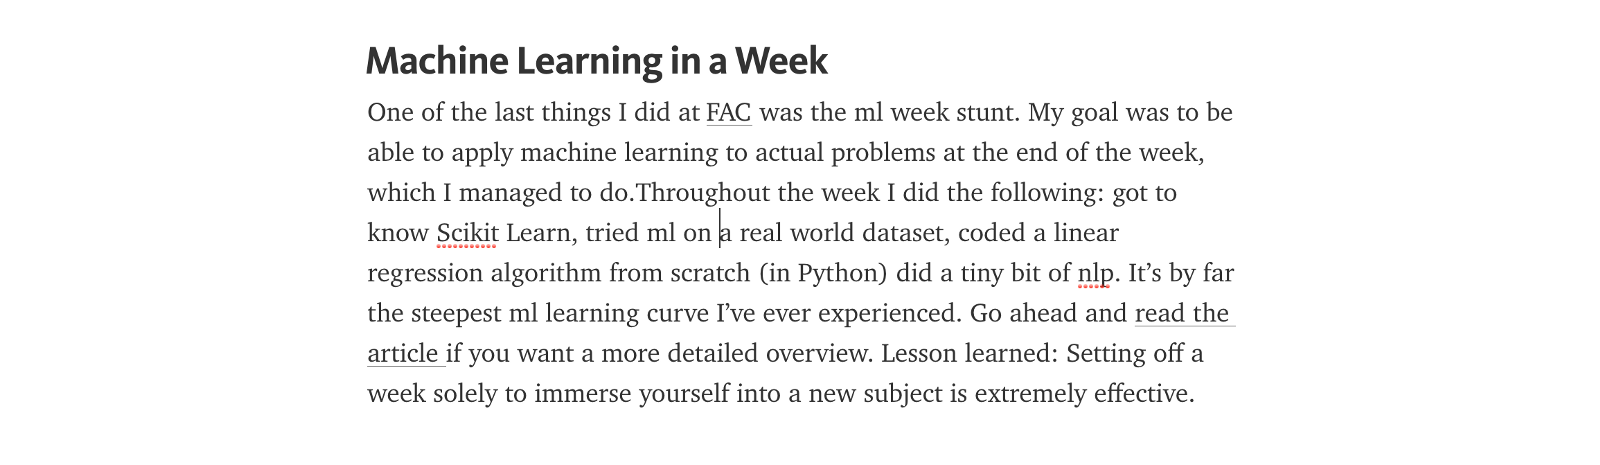 Machine Learning in a Week
One of the last things I did at FAC was the ml week stunt. My goal was to be
able to apply machine learning to actual problems at the end of the week,
which I managed to do.Throughout the week I did the following: got to
know Scikit Learn, tried ml on a real world dataset, coded a linear
regression algorithm from scratch (in Python) did a tiny bit of nlp. It’s by far
the steepest ml learning curve I’ve ever experienced. Go ahead and read the
article if you want a more detailed overview. Lesson learned: Setting off a
week solely to immerse yourself into a new subject is extremely effective.